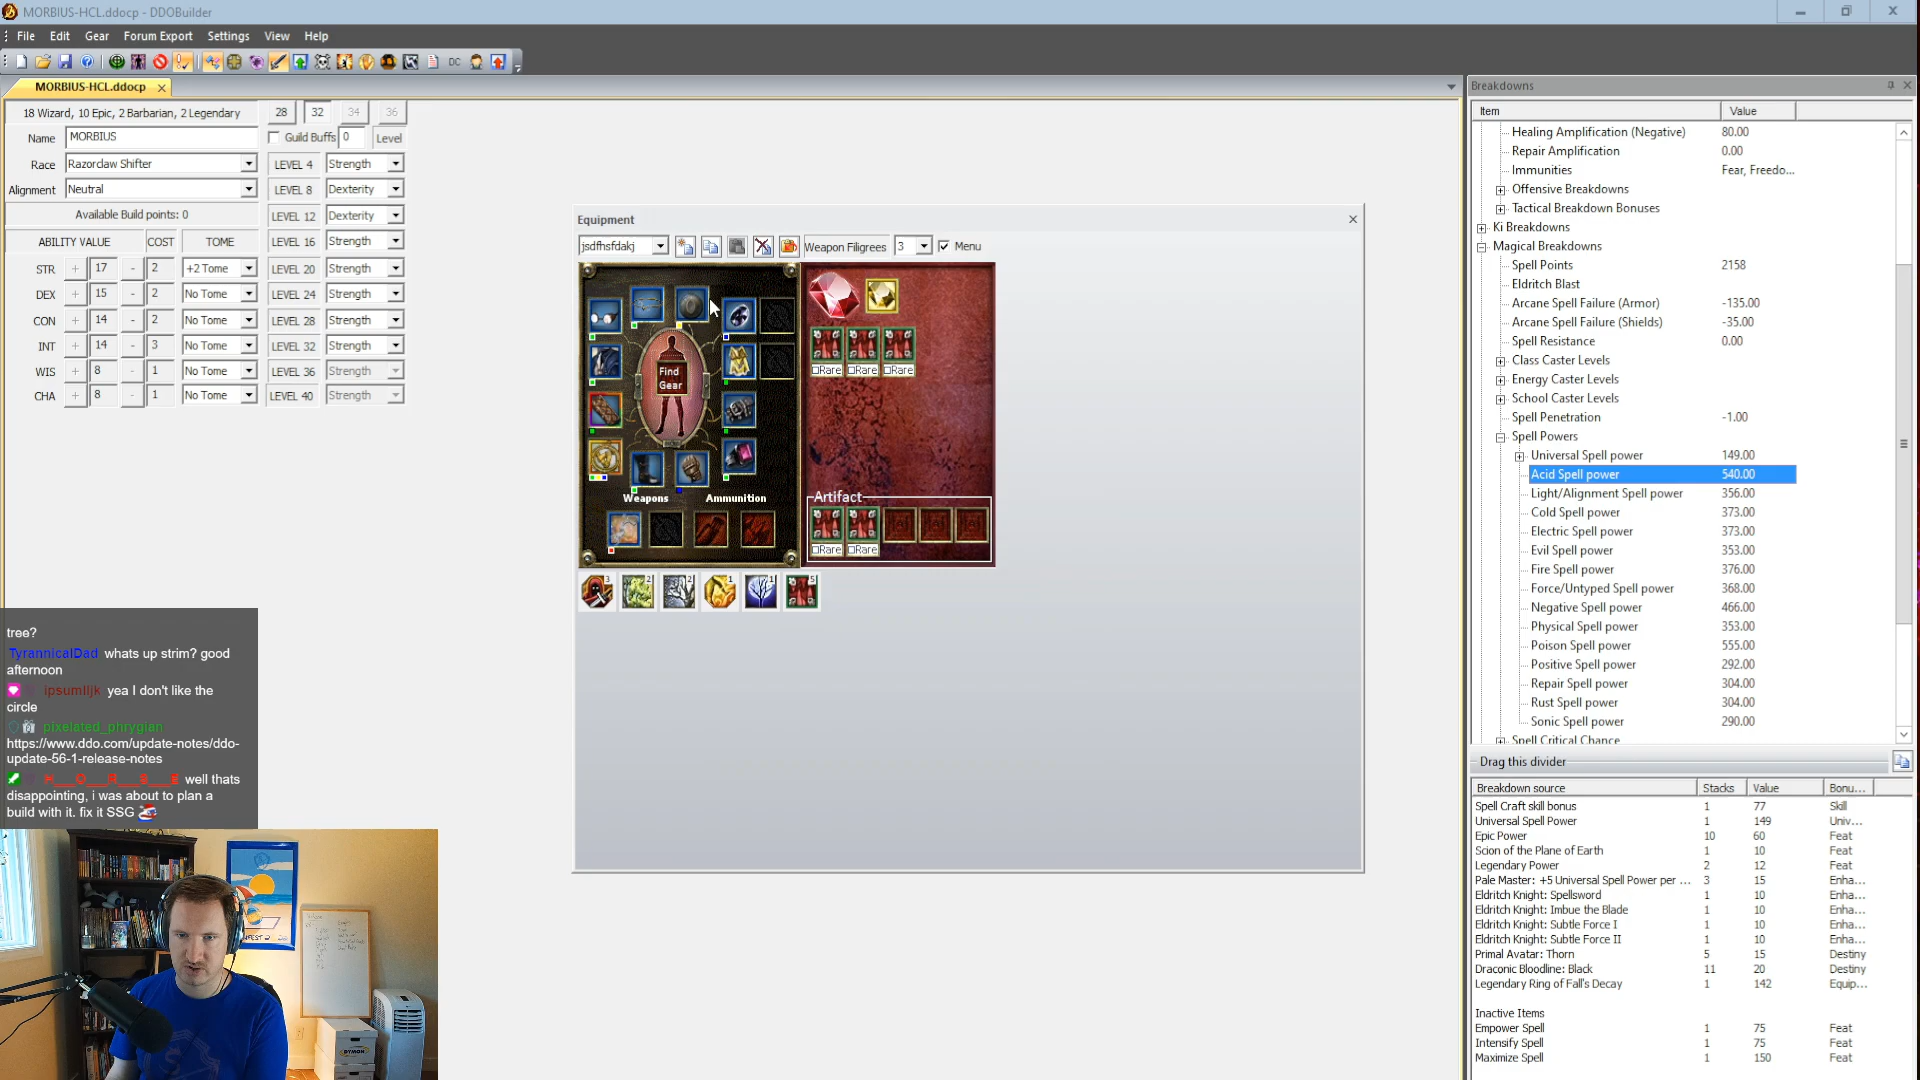 MORBIUS-HCL.ddocp - DDOBuilder
File Edit Gear Forum Export Settings View Help
DC
MORBIUS-HCL.ddocp
18 Wizard, 10 Epic, 2 Barbarian, 2 Legendary
28 32 34 36
Name MORBIUS
Guild Buffs 0 Level
Race Razorclaw Shifter
LEVEL 4 Strength
Alignment Neutral
LEVEL 8 Dexterity
Available Build points: 0
LEVEL 12 Dexterity
ABILITY VALUE COST TOME
LEVEL 16 Strength
STR + 17 - 2 +2 Tome
LEVEL 20 Strength
DEX + 15 - 2 No Tome
LEVEL 24 Strength
CON + 14 - 2 No Tome
LEVEL 28 Strength
INT + 14 - 3 No Tome
LEVEL 32 Strength
WIS + 8 - 1 No Tome
LEVEL 36 Strength
CHA + 8 - 1 No Tome
LEVEL 40 Strength
Equipment
jsdfhsfdakj
Weapon Filigrees 3 Menu
Find
Gear
Rare Rare Rare
Weapons Ammunition
Artifact
Rare Rare
3 2 2 1 1 5
tree?
TyrannicalDad whats up strim? good
afternoon
ipsumlljk yea I don't like the
circle
pixelated_phrygian
https://www.ddo.com/update-notes/ddo-
update-56-1-release-notes
well thats
disappointing, i was about to plan a
build with it. fix it SSG
Breakdowns
Item Value
Healing Amplification (Negative) 80.00
Repair Amplification 0.00
Immunities Fear, Freedo...
Offensive Breakdowns
Tactical Breakdown Bonuses
Ki Breakdowns
Magical Breakdowns
Spell Points 2158
Eldritch Blast
Arcane Spell Failure (Armor) -135.00
Arcane Spell Failure (Shields) -35.00
Spell Resistance 0.00
Class Caster Levels
Energy Caster Levels
School Caster Levels
Spell Penetration -1.00
Spell Powers
Universal Spell power 149.00
Acid Spell power 540.00
Light/Alignment Spell power 356.00
Cold Spell power 373.00
Electric Spell power 373.00
Evil Spell power 353.00
Fire Spell power 376.00
Force/Untyped Spell power 368.00
Negative Spell power 466.00
Physical Spell power 353.00
Poison Spell power 555.00
Positive Spell power 292.00
Repair Spell power 304.00
Rust Spell power 304.00
Sonic Spell power 290.00
Spell Critical Chance
Drag this divider
Breakdown source Stacks Value Bonu...
Spell Craft skill bonus 1 77 Skill
Universal Spell Power 1 149 Univ...
Epic Power 10 60 Feat
Scion of the Plane of Earth 1 10 Feat
Legendary Power 2 12 Feat
Pale Master: +5 Universal Spell Power per ... 3 15 Enha...
Eldritch Knight: Spellsword 1 10 Enha...
Eldritch Knight: Imbue the Blade 1 10 Enha...
Eldritch Knight: Subtle Force I 1 10 Enha...
Eldritch Knight: Subtle Force II 1 10 Enha...
Primal Avatar: Thorn 5 15 Destiny
Draconic Bloodline: Black 11 20 Destiny
Legendary Ring of Fall's Decay 1 142 Equip...
Inactive Items
Empower Spell 1 75 Feat
Intensify Spell 1 75 Feat
Maximize Spell 1 150 Feat